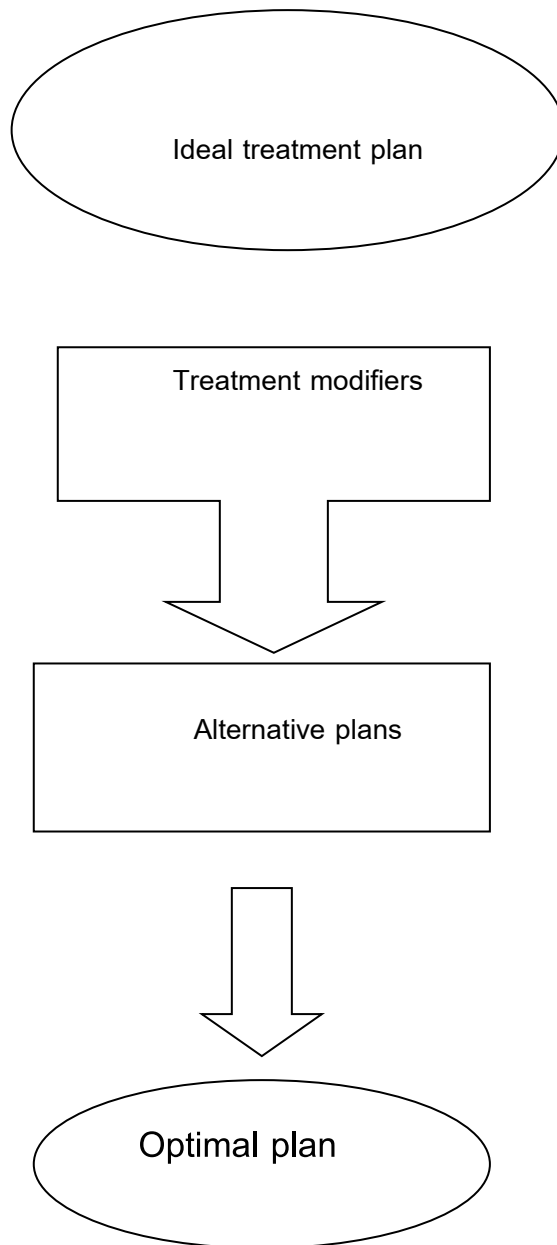 Ideal treatment plan
Treatment modifiers
Alternative plans
Optimal plan